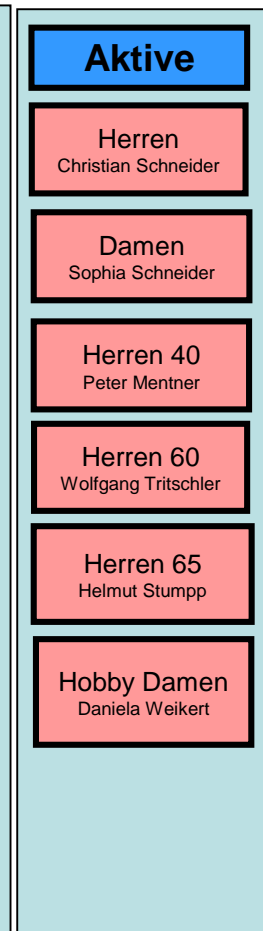 Aktive
Herren
Christian Schneider
Damen
Sophia Schneider
Herren 40
Peter Mentner
Herren 60
Wolfgang Tritschler
Herren 65
Helmut Stumpp
Hobby Damen
Daniela Weikert